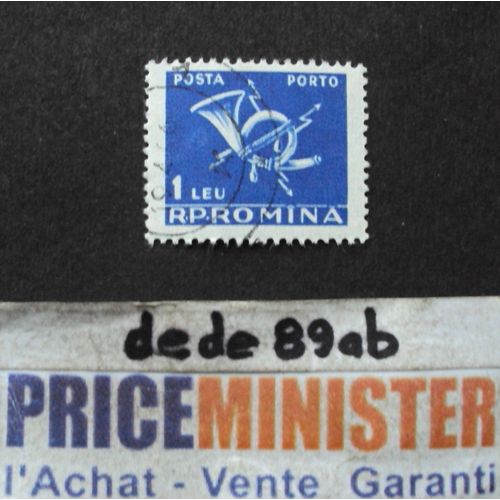 POSTA PORTO
1 LEU
R.P.ROMINA
dede 89ab
PRICEMINISTER
l'Achat - Vente Garanti